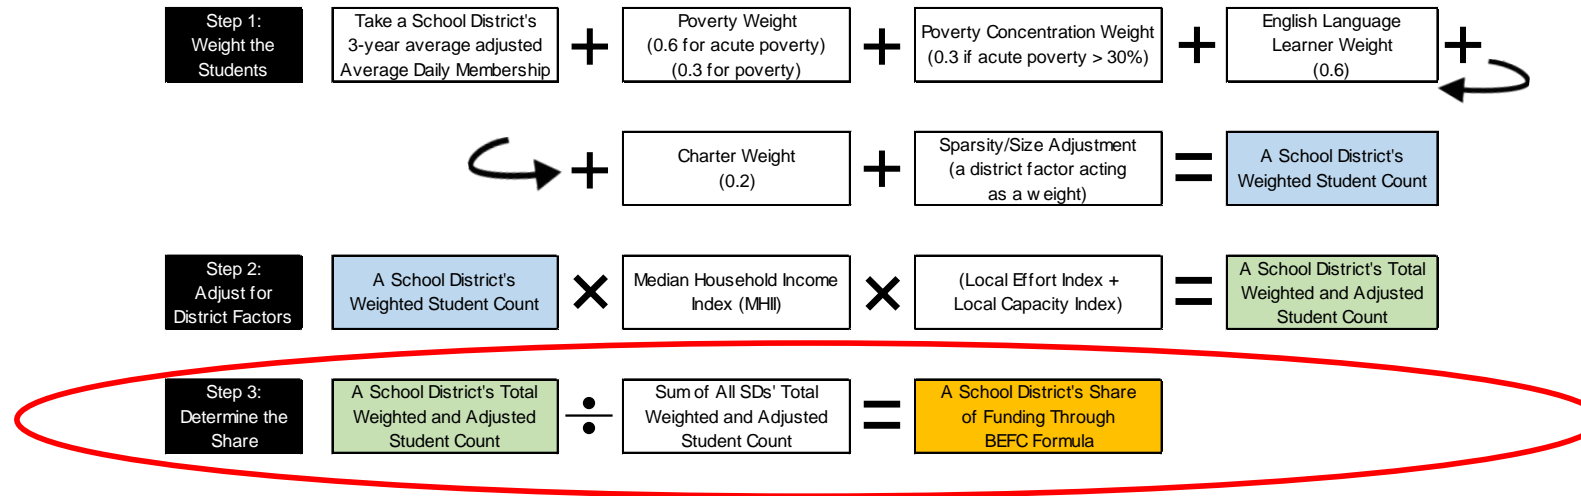 Step 1:
Weight the
Students
Take a School District's
3-year average adjusted
Average Daily Membership
+
Poverty Weight
(0.6 for acute poverty)
(0.3 for poverty)
+
Poverty Concentration Weight
(0.3 if acute poverty > 30%)
+
English Language
Learner Weight
(0.6)
+
+
Charter Weight
(0.2)
+
Sparsity/Size Adjustment
(a district factor acting
as a weight)
=
A School District's
Weighted Student Count
Step 2:
Adjust for
District Factors
A School District's
Weighted Student Count
×
Median Household Income
Index (MHII)
×
(Local Effort Index +
Local Capacity Index)
=
A School District's Total
Weighted and Adjusted
Student Count
Step 3:
Determine the
Share
A School District's Total
Weighted and Adjusted
Student Count
÷
Sum of All SDs' Total
Weighted and Adjusted
Student Count
=
A School District's Share
of Funding Through
BEFC Formula